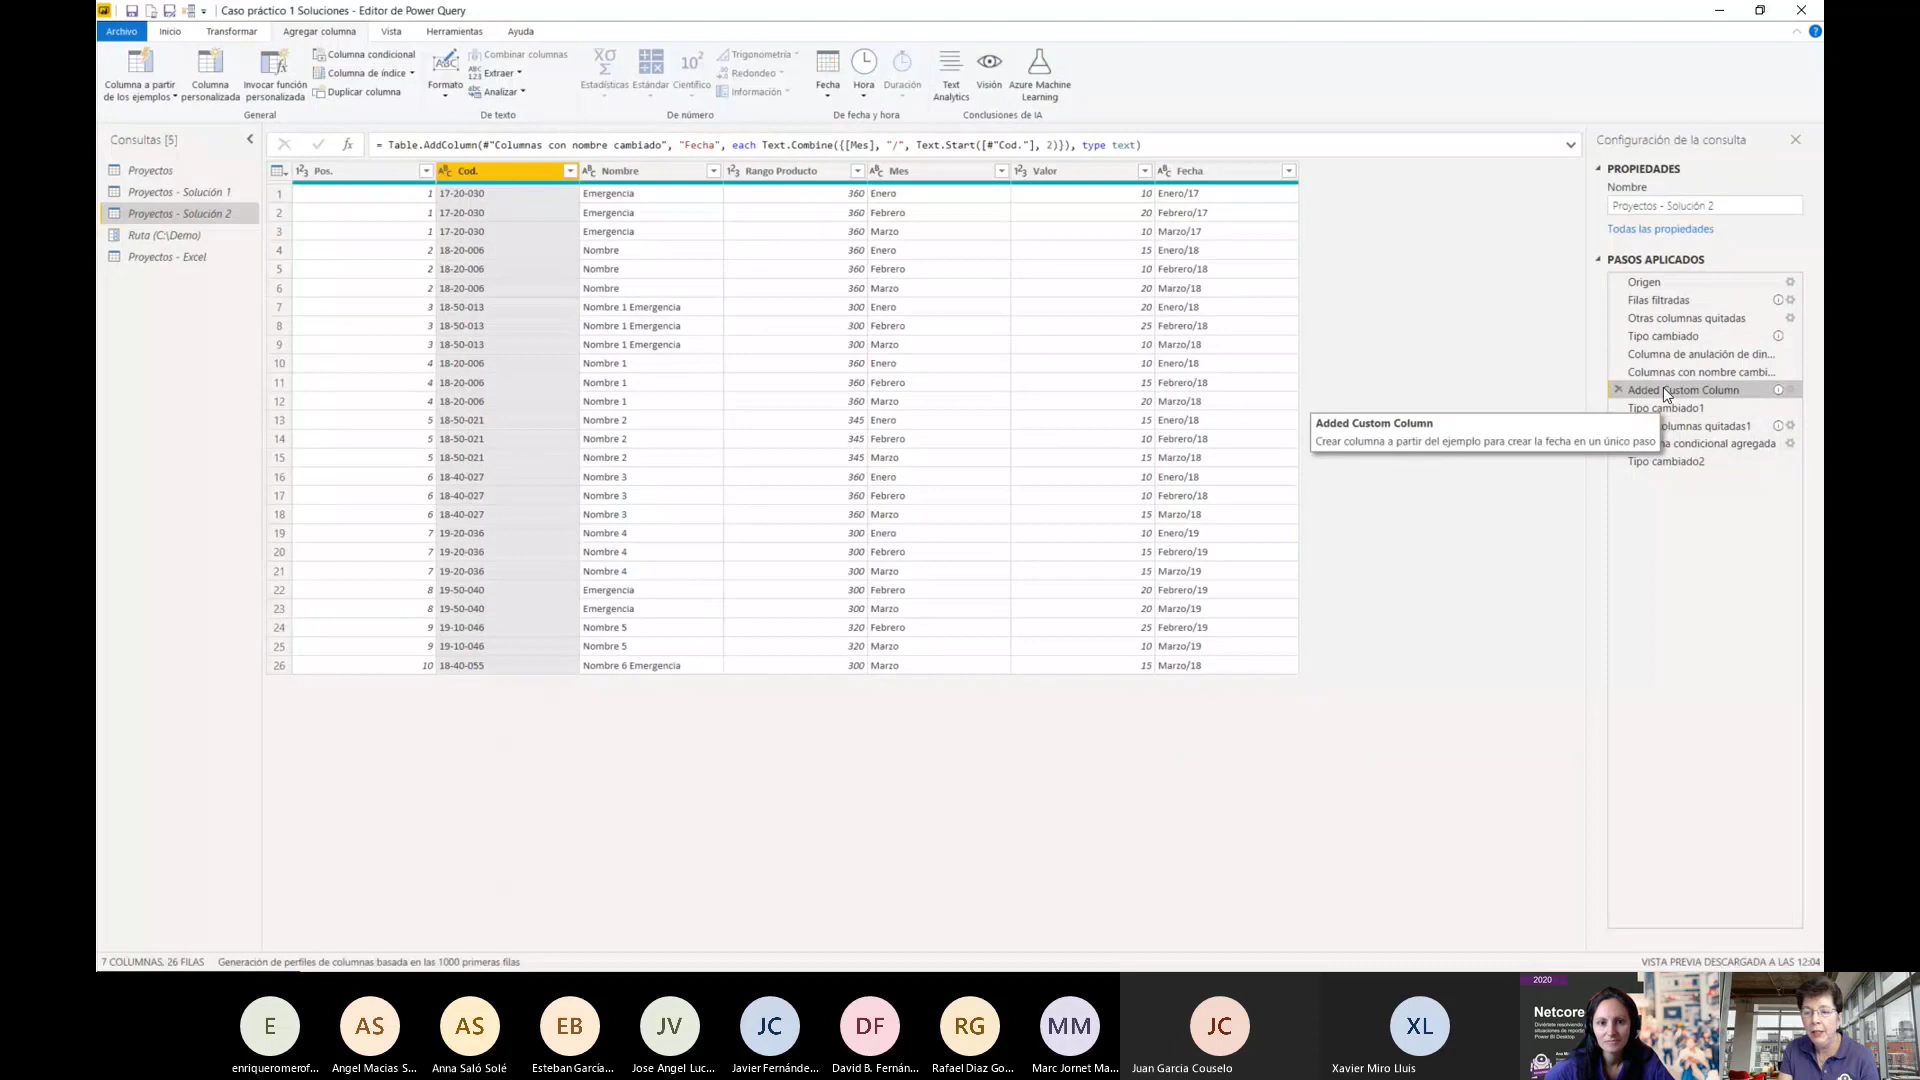 Caso práctico 1 Soluciones - Editor de Power Query
Archivo Inicio Transformar Agregar columna Vista Herramientas Ayuda
Columna a partir de los ejemplos
Columna personalizada
Invocar función personalizada
Columna condicional
Columna de índice
Duplicar columna
General
Formato
Combinar columnas
Extraer
Analizar
De texto
Estadísticas
Estándar
Científico
Trigonometría
Redondeo
Información
De número
Fecha
Hora
Duración
De fecha y hora
Text Analytics
Visión
Azure Machine Learning
Conclusiones de IA
Consultas [5]
Proyectos
Proyectos - Solución 1
Proyectos - Solución 2
Ruta (C:\Demo)
Proyectos - Excel
fx = Table.AddColumn(#"Columnas con nombre cambiado", "Fecha", each Text.Combine({[Mes], "/", Text.Start([#"Cod."], 2)}), type text)
Pos. Cod. Nombre Rango Producto Mes Valor Fecha
1 1 17-20-030 Emergencia 360 Enero 10 Enero/17
2 1 17-20-030 Emergencia 360 Febrero 20 Febrero/17
3 1 17-20-030 Emergencia 360 Marzo 10 Marzo/17
4 2 18-20-006 Nombre 360 Enero 15 Enero/18
5 2 18-20-006 Nombre 360 Febrero 10 Febrero/18
6 2 18-20-006 Nombre 360 Marzo 20 Marzo/18
7 3 18-50-013 Nombre 1 Emergencia 300 Enero 20 Enero/18
8 3 18-50-013 Nombre 1 Emergencia 300 Febrero 25 Febrero/18
9 3 18-50-013 Nombre 1 Emergencia 300 Marzo 10 Marzo/18
10 4 18-20-006 Nombre 1 360 Enero 10 Enero/18
11 4 18-20-006 Nombre 1 360 Febrero 15 Febrero/18
12 4 18-20-006 Nombre 1 360 Marzo 20 Marzo/18
13 5 18-50-021 Nombre 2 345 Enero 15 Enero/18
14 5 18-50-021 Nombre 2 345 Febrero 10 Febrero/18
15 5 18-50-021 Nombre 2 345 Marzo 15 Marzo/18
16 6 18-40-027 Nombre 3 360 Enero 10 Enero/18
17 6 18-40-027 Nombre 3 360 Febrero 10 Febrero/18
18 6 18-40-027 Nombre 3 360 Marzo 15 Marzo/18
19 7 19-20-036 Nombre 4 300 Enero 10 Enero/19
20 7 19-20-036 Nombre 4 300 Febrero 15 Febrero/19
21 7 19-20-036 Nombre 4 300 Marzo 15 Marzo/19
22 8 19-50-040 Emergencia 300 Febrero 20 Febrero/19
23 8 19-50-040 Emergencia 300 Marzo 20 Marzo/19
24 9 19-10-046 Nombre 5 320 Febrero 25 Febrero/19
25 9 19-10-046 Nombre 5 320 Marzo 10 Marzo/19
26 10 18-40-055 Nombre 6 Emergencia 300 Marzo 15 Marzo/18
Configuración de la consulta
PROPIEDADES
Nombre
Proyectos - Solución 2
Todas las propiedades
PASOS APLICADOS
Origen
Filas filtradas
Otras columnas quitadas
Tipo cambiado
Columna de anulación de din...
Columnas con nombre cambi...
Added Custom Column
Tipo cambiado1
columnas quitadas1
na condicional agregada
Tipo cambiado2
Added Custom Column
Crear columna a partir del ejemplo para crear la fecha en un único paso
7 COLUMNAS, 26 FILAS Generación de perfiles de columnas basada en las 1000 primeras filas
VISTA PREVIA DESCARGADA A LAS 12:04
E AS AS EB JV JC DF RG MM JC XL
enriqueromerof... Angel Macias S... Anna Saló Solé Esteban García... Jose Angel Luc... Javier Fernánde... David B. Fernán... Rafael Diaz Go... Marc Jornet Ma... Juan Garcia Couselo Xavier Miro Lluis
2020
Netcore
Power BI Desktop